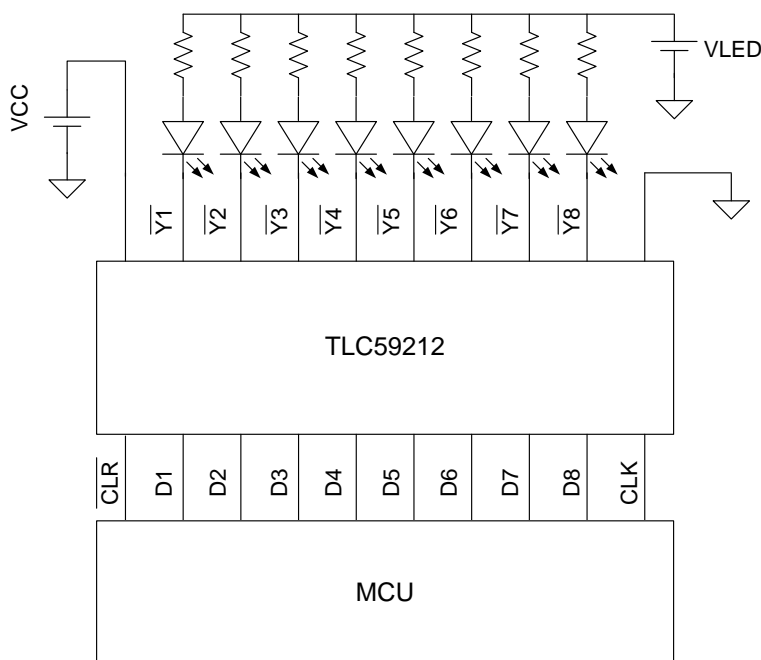 VLED
VCC
Y1 Y2 Y3 Y4 Y5 Y6 Y7 Y8
TLC59212
CLR D1 D2 D3 D4 D5 D6 D7 D8 CLK
MCU